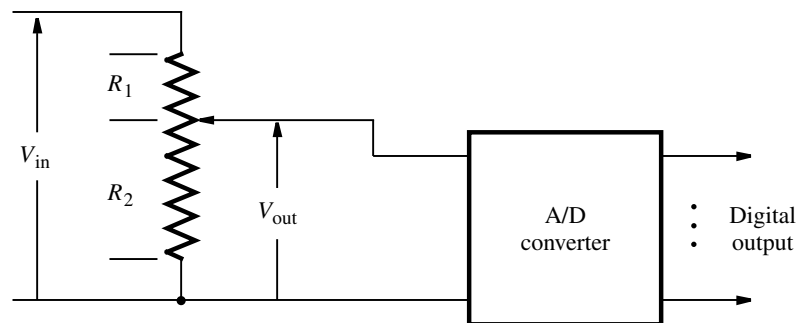 R1
Vin
R2
Vout
A/D
converter
Digital
output